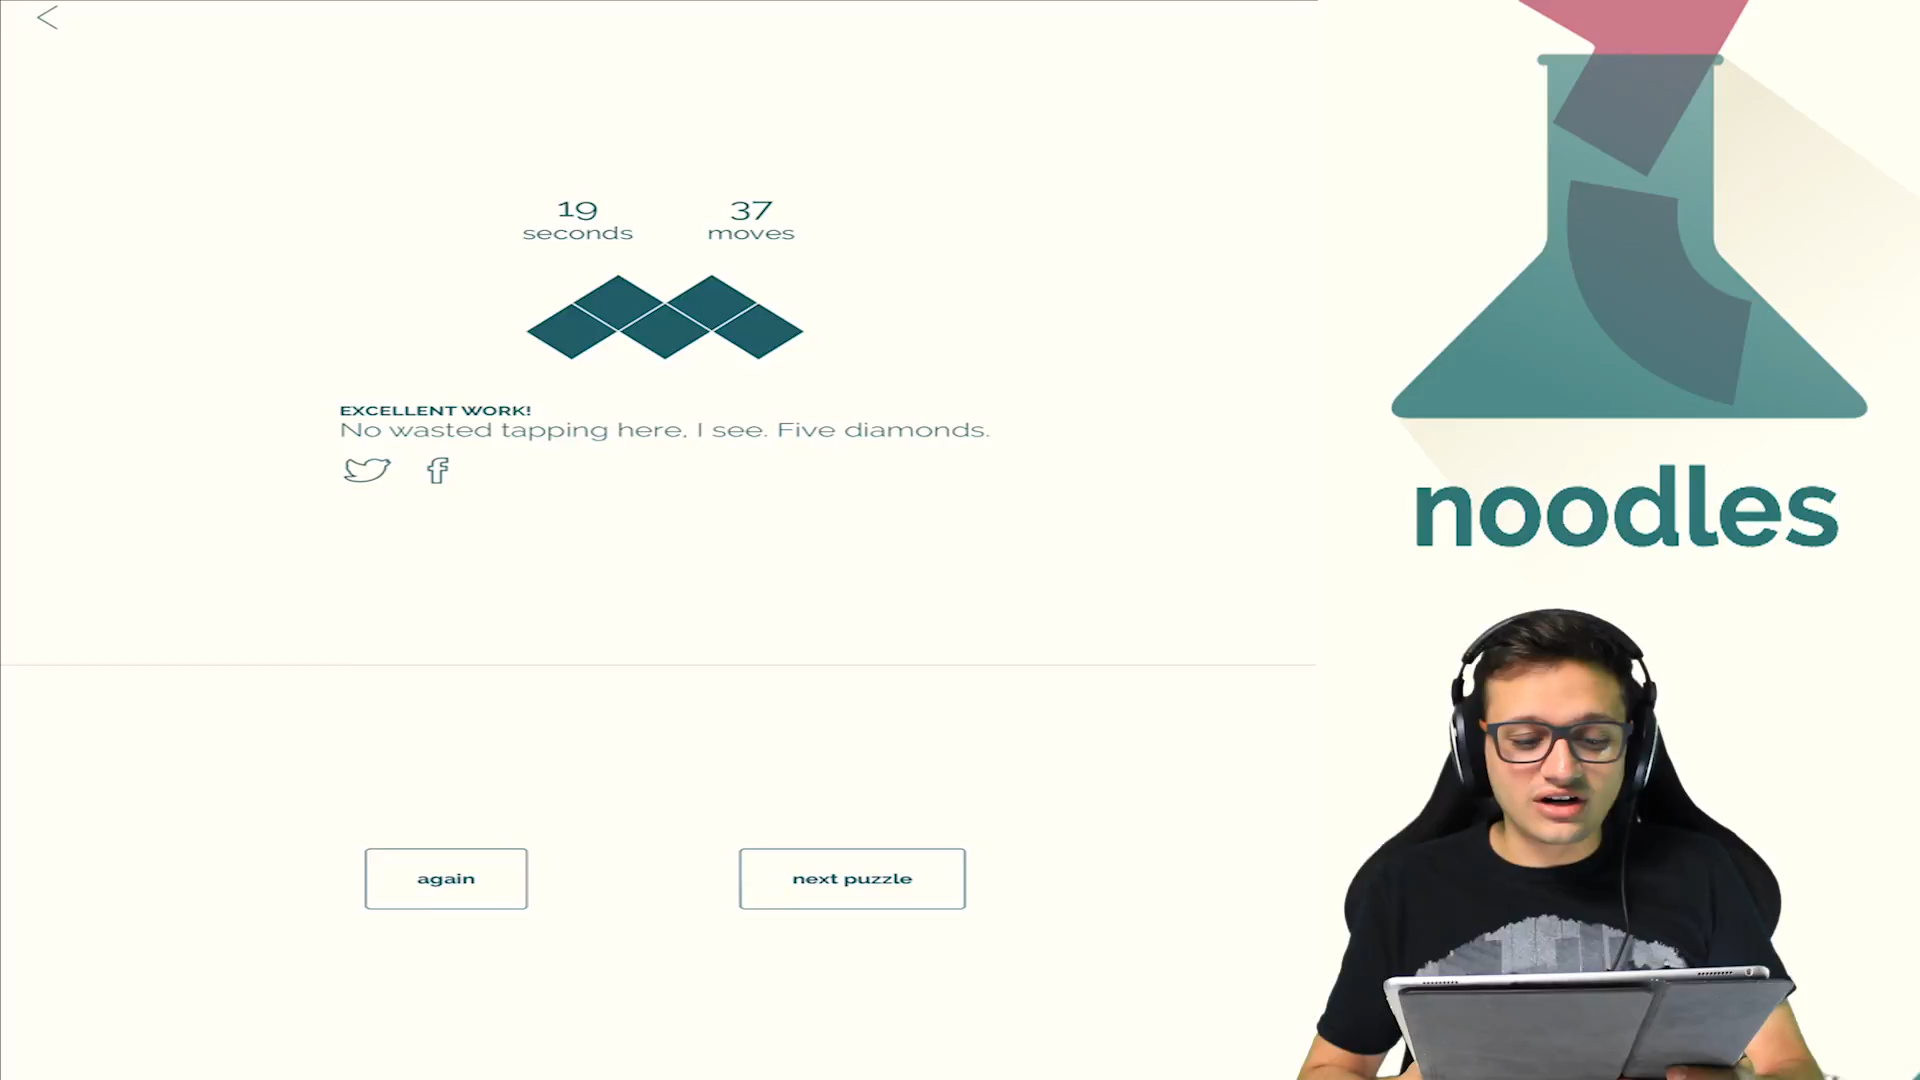 19
seconds
37
moves
EXCELLENT WORK!
No wasted tapping here, I see. Five diamonds.
again
next puzzle
noodles